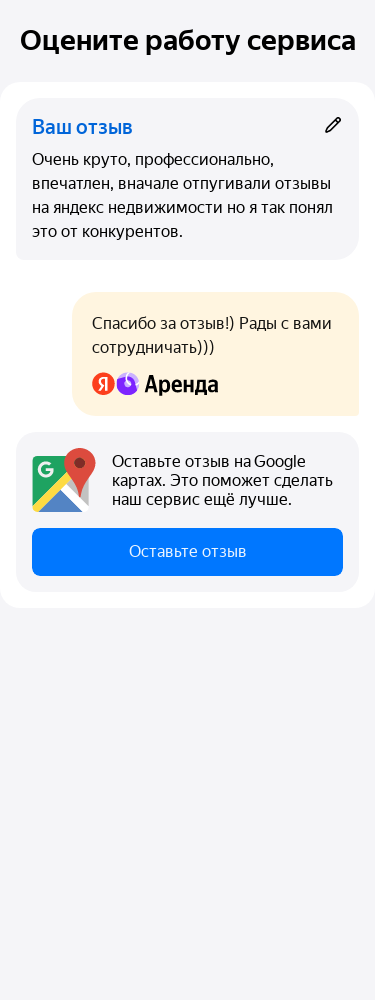 Оцените работу сервиса
Ваш отзыв
Очень круто, профессионально,
впечатлен, вначале отпугивали отзывы
на яндекс недвижимости но я так понял
это от конкурентов.
Спасибо за отзыв!) Рады с вами
сотрудничать)))
Я Аренда
G
Оставьте отзыв на Google
картах. Это поможет сделать
наш сервис ещё лучше.
Оставьте отзыв